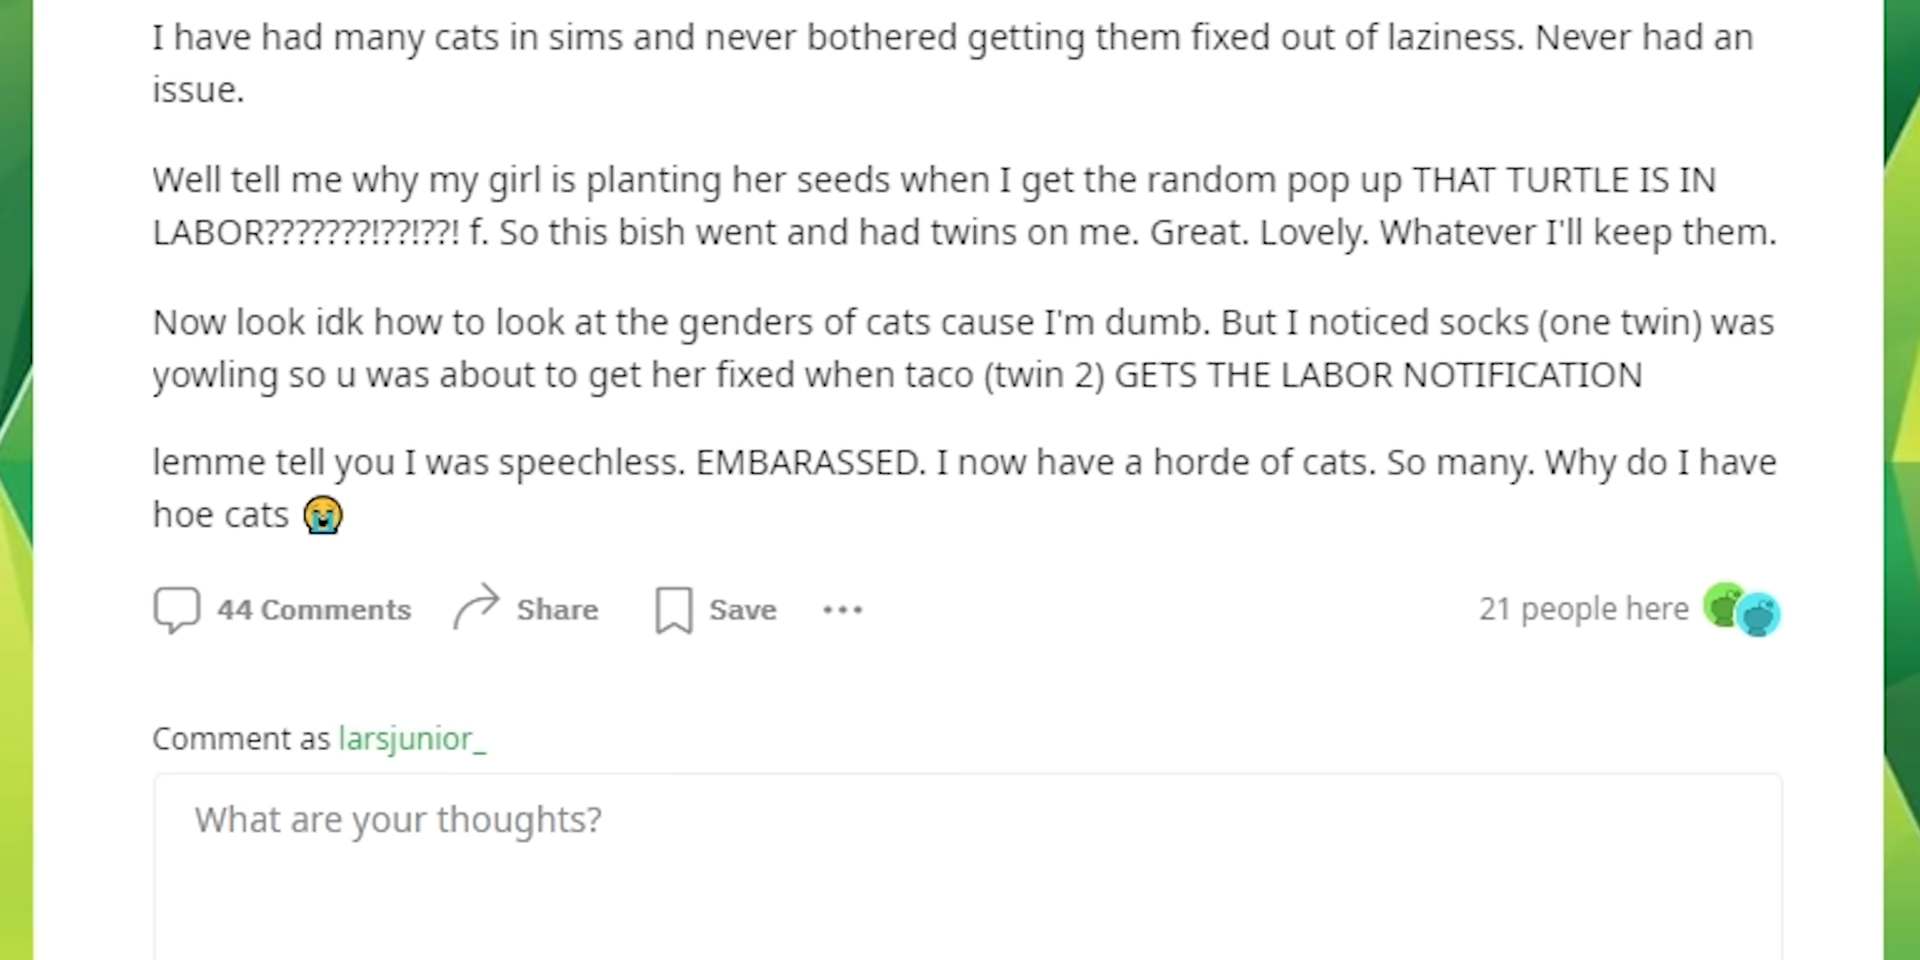 I have had many cats in sims and never bothered getting them fixed out of laziness. Never had an
issue.
Well tell me why my girl is planting her seeds when I get the random pop up THAT TURTLE IS IN
LABOR???????!??!??! f. So this bish went and had twins on me. Great. Lovely. Whatever I'll keep them.
Now look idk how to look at the genders of cats cause I'm dumb. But I noticed socks (one twin) was
yowling so u was about to get her fixed when taco (twin 2) GETS THE LABOR NOTIFICATION
lemme tell you I was speechless. EMBARASSED. I now have a horde of cats. So many. Why do I have
hoe cats 😭
44 Comments Share Save ••• 21 people here
Comment as larsjunior_
What are your thoughts?